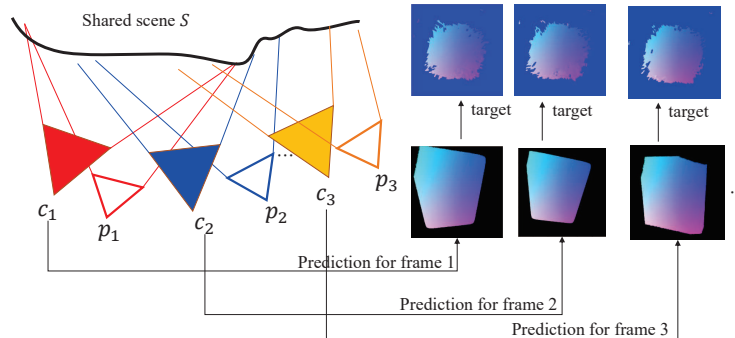 Shared scene S
target
target
target
...
c1
p1
c2
p2
c3
p3
.
Prediction for frame 1
Prediction for frame 2
Prediction for frame 3